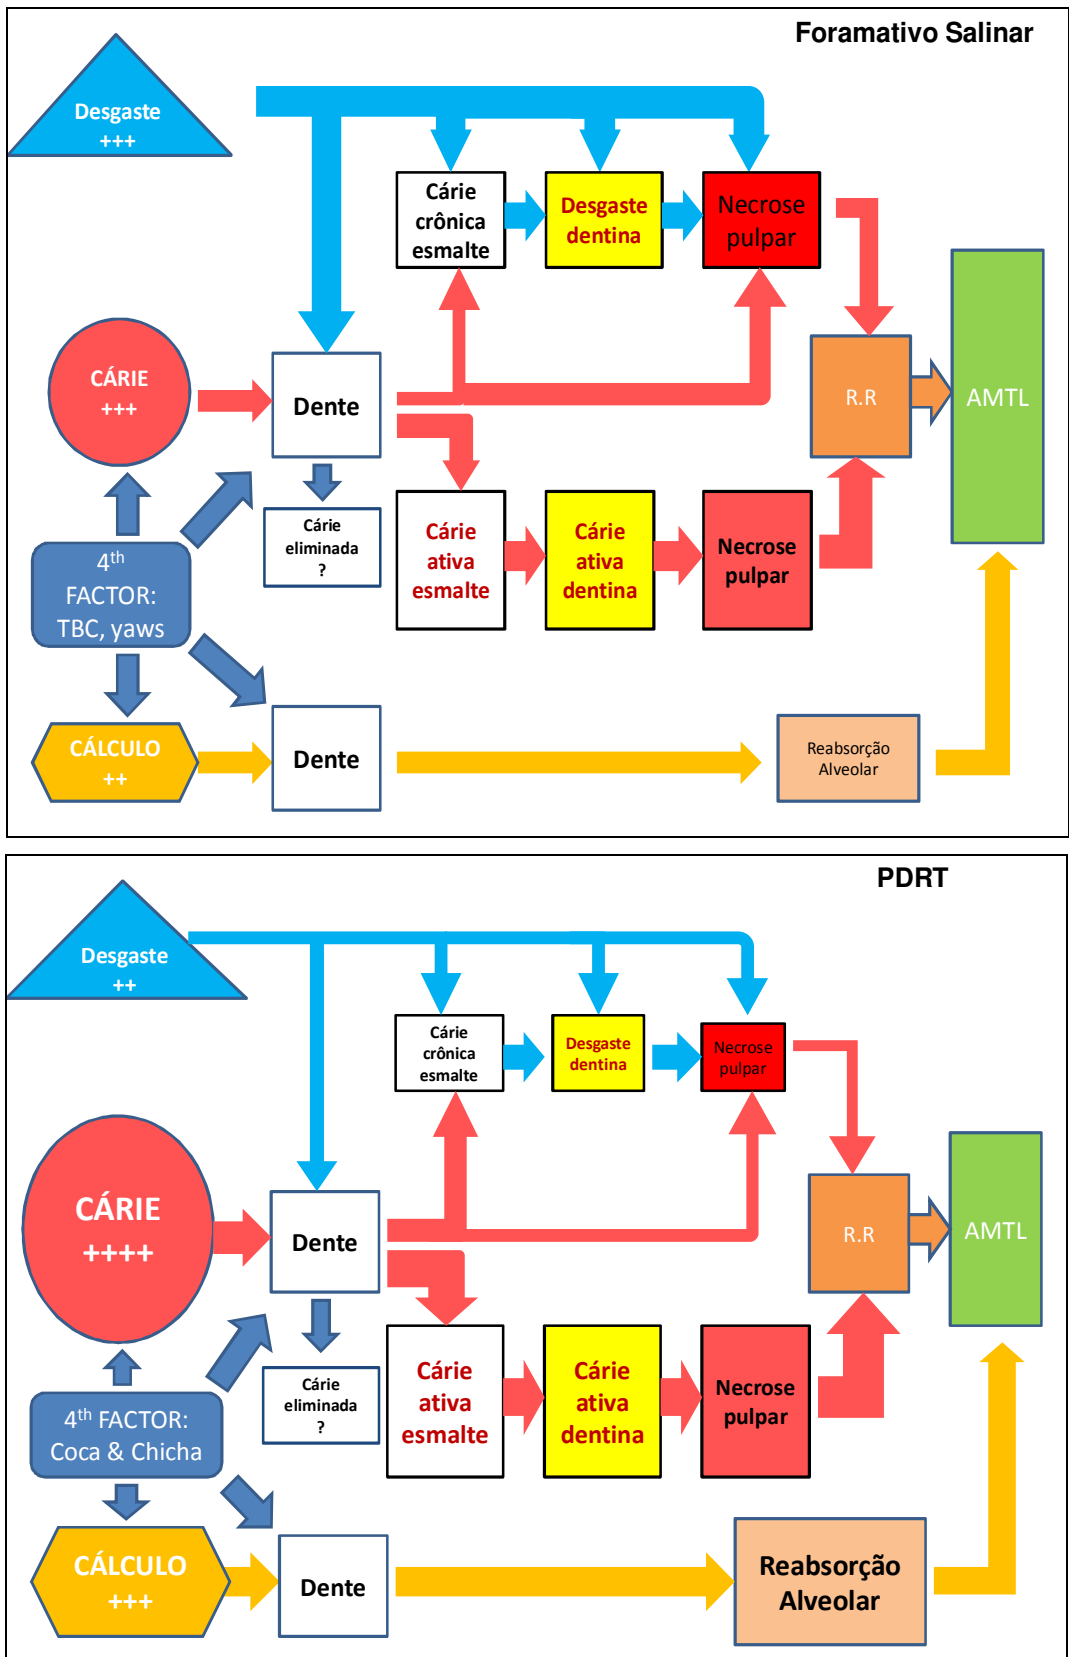 Foramativo Salinar
Desgaste
+++
Cárie
crônica
esmalte
Desgaste
dentina
Necrose
pulpar
CÁRIE
+++
Dente
R.R
AMTL
Cárie
eliminada
?
Cárie
ativa
esmalte
Cárie
ativa
dentina
Necrose
pulpar
4th
FACTOR:
TBC, yaws
CÁLCULO
++
Dente
Reabsorção
Alveolar
PDRT
Desgaste
++
Cárie
crônica
esmalte
Desgaste
dentina
Necrose
pulpar
CÁRIE
++++
Dente
R.R
AMTL
Cárie
eliminada
?
Cárie
ativa
esmalte
Cárie
ativa
dentina
Necrose
pulpar
4th FACTOR:
Coca & Chicha
CÁLCULO
+++
Dente
Reabsorção
Alveolar